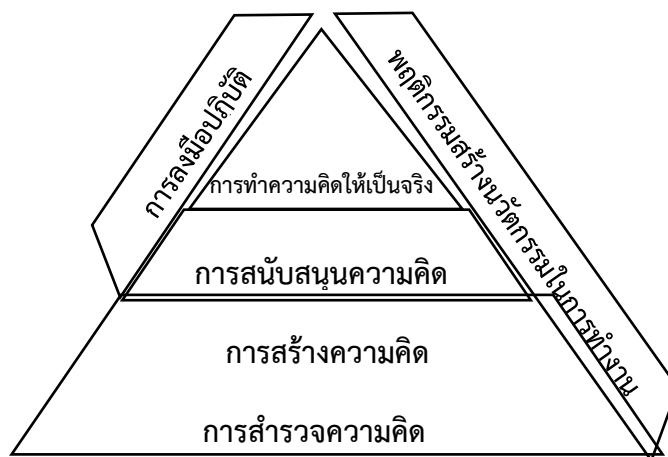 การลงมือปฏิบัติ
พฤติกรรมสร้างนวัตกรรมในการทำงาน
การทำความคิดให้เป็นจริง
การสนับสนุนความคิด
การสร้างความคิด
การสำรวจความคิด